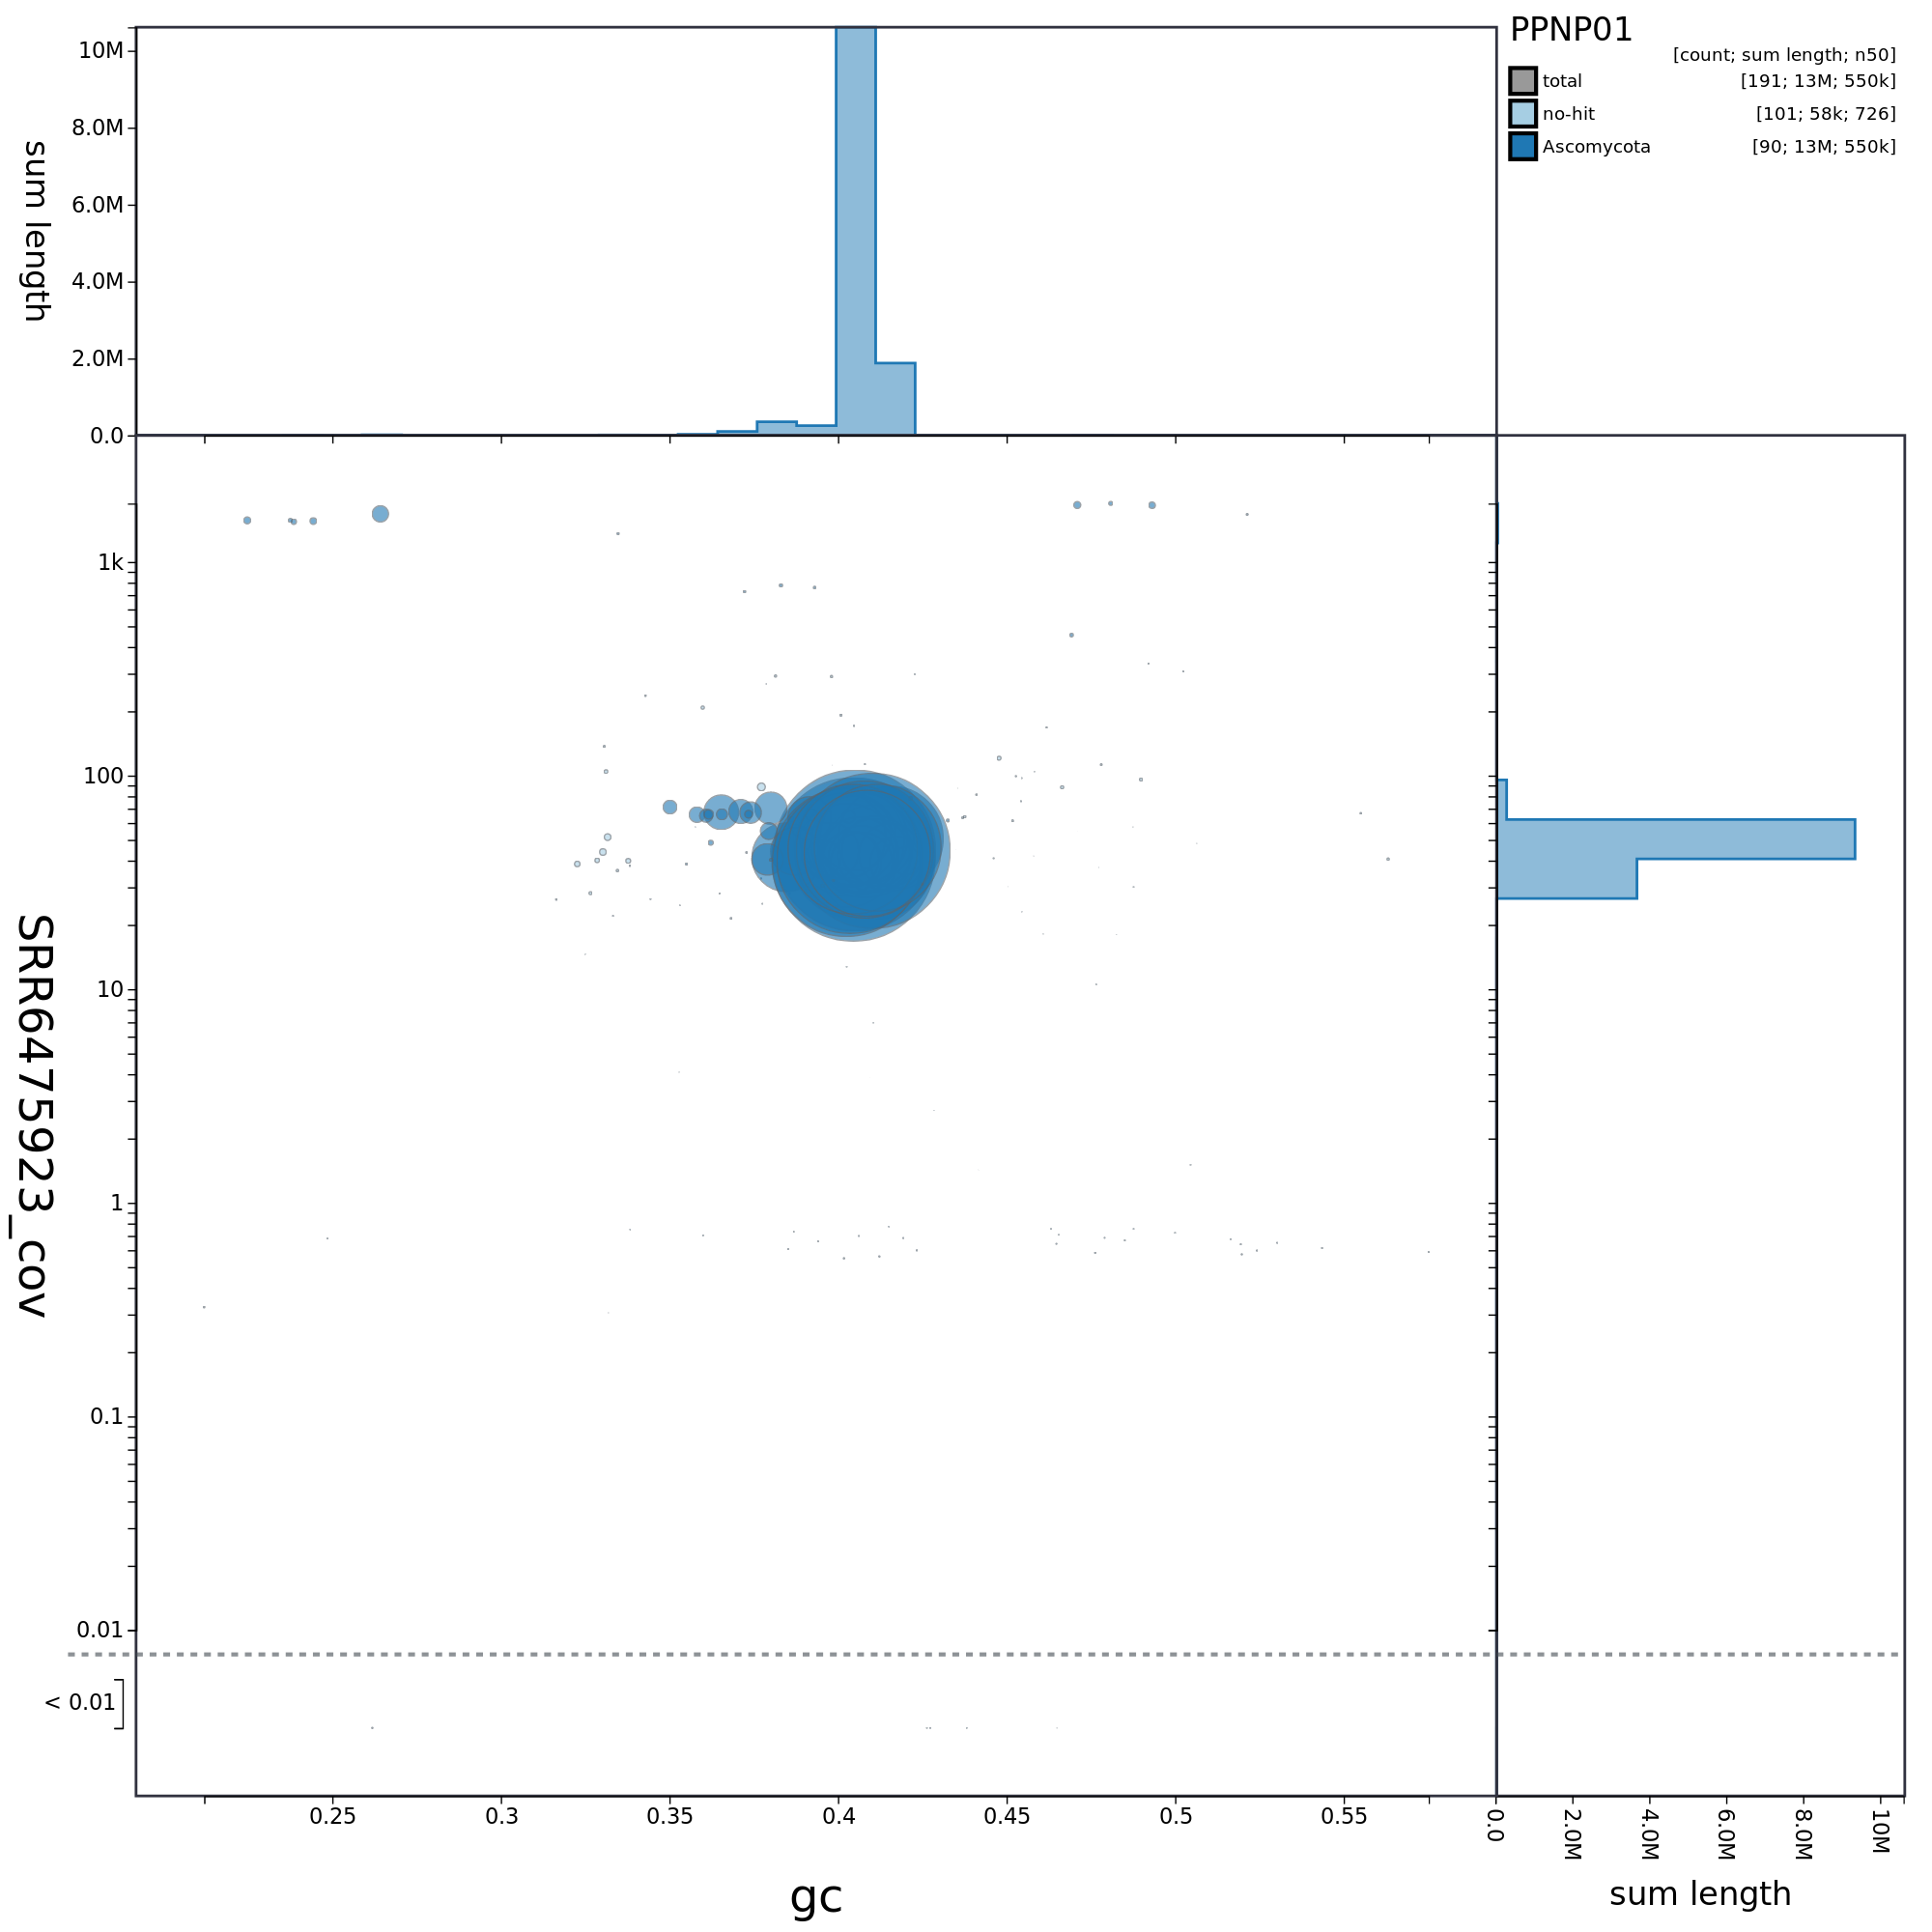 PPNP01
[count; sum length; n50]
total [191; 13M; 550k]
no-hit [101; 58k; 726]
Ascomycota [90; 13M; 550k]
sum length
10M
8.0M
6.0M
4.0M
2.0M
0.0
SRR6475923_cov
1k
100
10
1
0.1
0.01
< 0.01
0.25 0.3 0.35 0.4 0.45 0.5 0.55
gc
0.0 2.0M 4.0M 6.0M 8.0M 10M
sum length